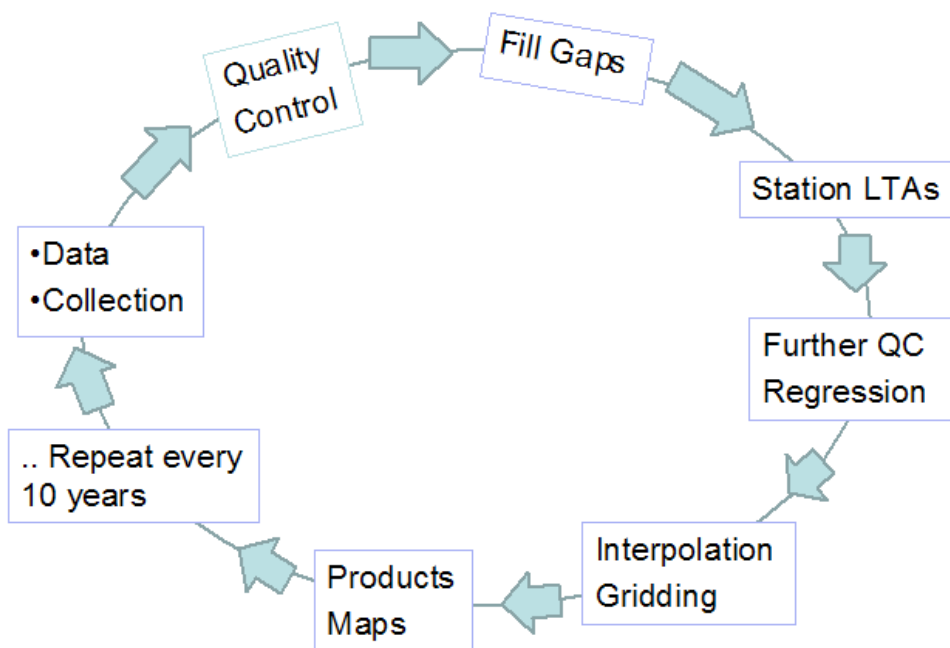 Quality
Control
Fill Gaps
Station LTAs
Further QC
Regression
Interpolation
Gridding
Products
Maps
.. Repeat every
10 years
•Data
•Collection